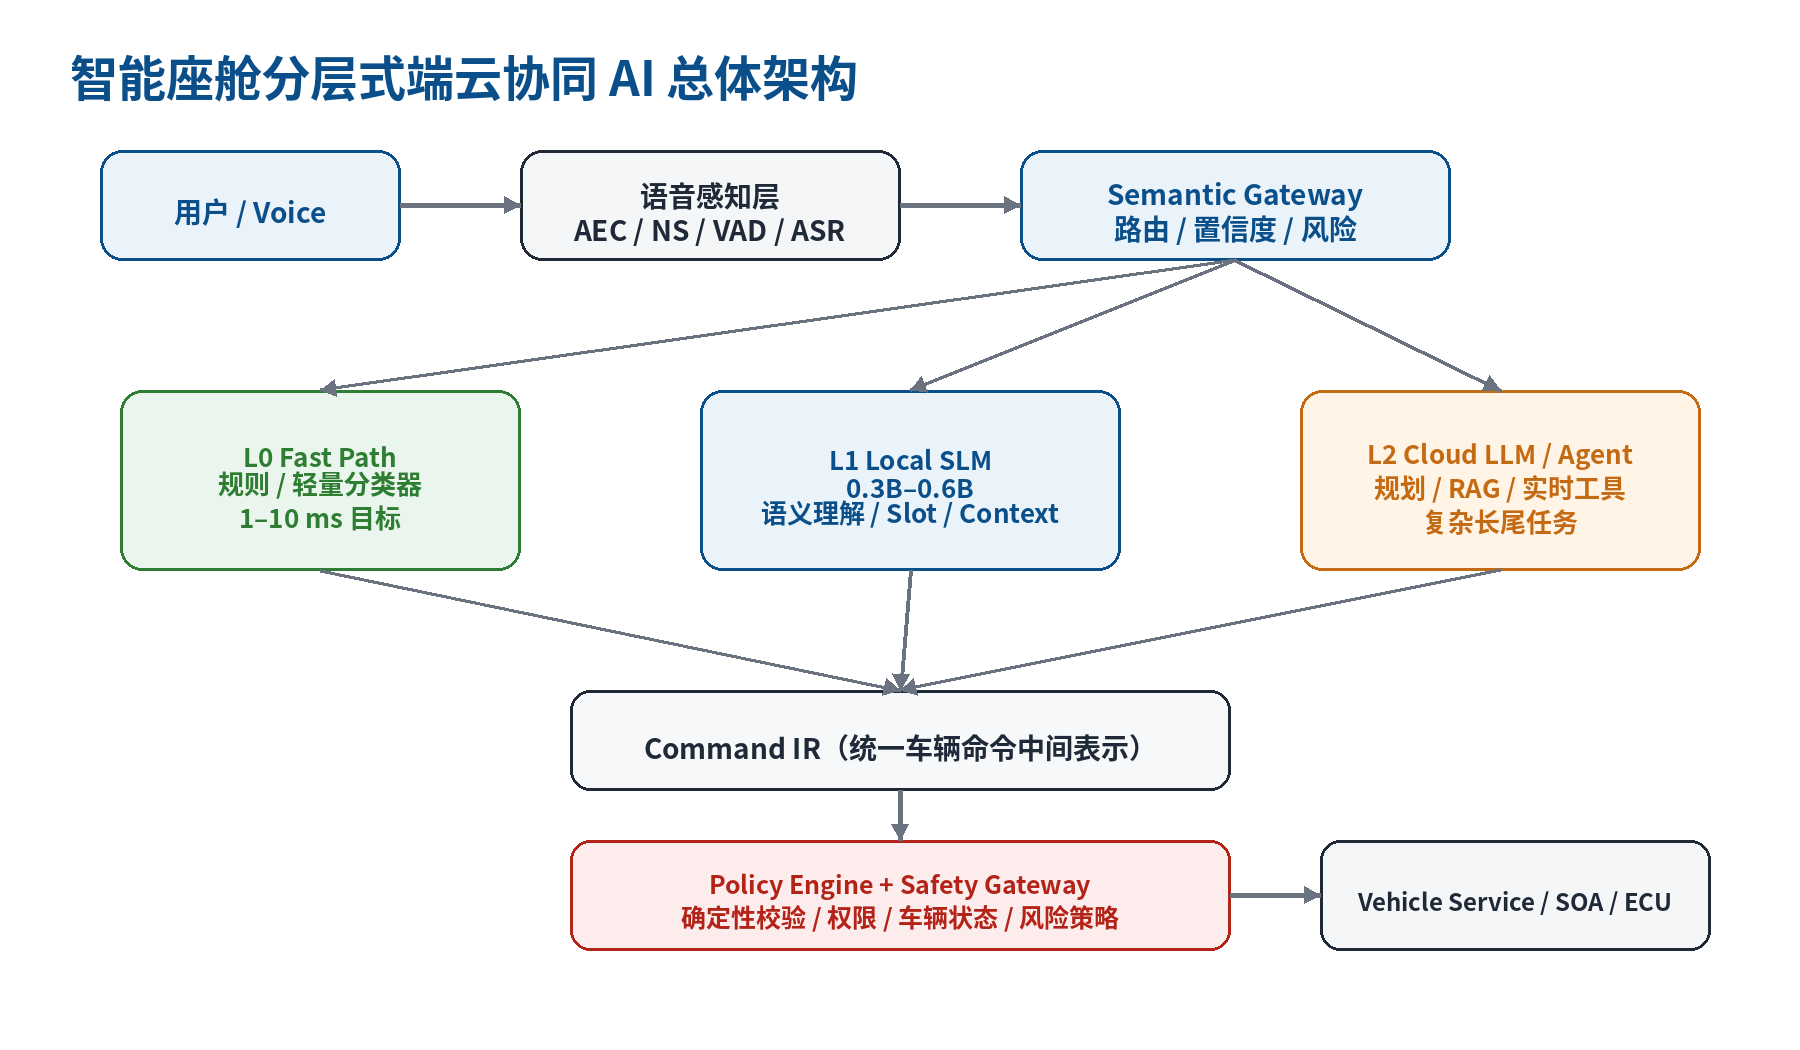 智能座舱分层式端云协同 AI 总体架构
用户 / Voice
语音感知层
AEC / NS / VAD / ASR
Semantic Gateway
路由 / 置信度 / 风险
L0 Fast Path
规则 / 轻量分类器
1–10 ms 目标
L1 Local SLM
0.3B–0.6B
语义理解 / Slot / Context
L2 Cloud LLM / Agent
规划 / RAG / 实时工具
复杂长尾任务
Command IR（统一车辆命令中间表示）
Policy Engine + Safety Gateway
确定性校验 / 权限 / 车辆状态 / 风险策略
Vehicle Service / SOA / ECU